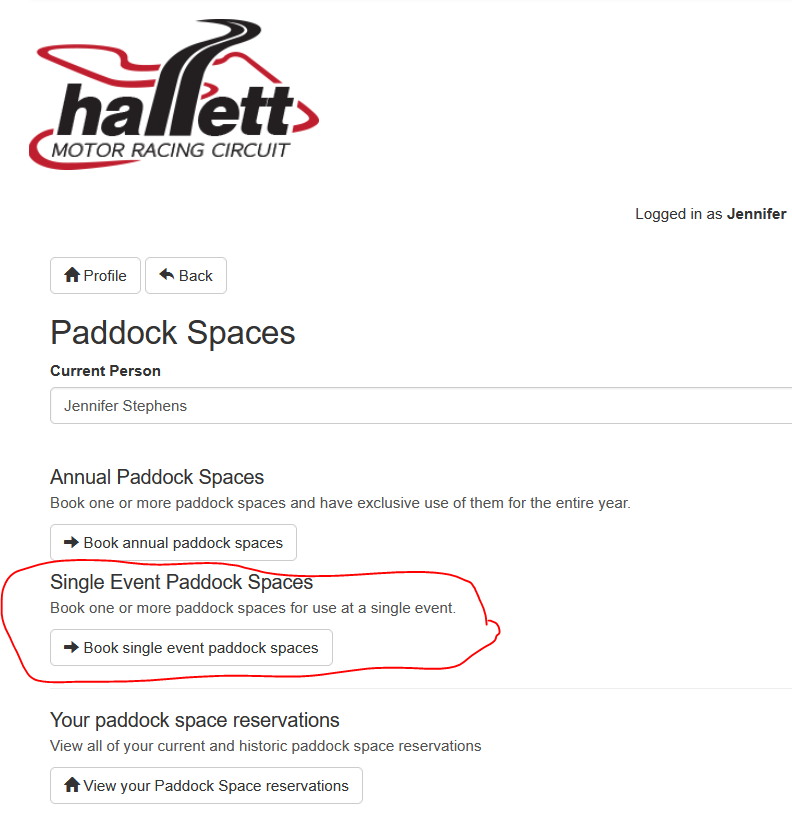 hallett
MOTOR RACING CIRCUIT
Logged in as Jennifer
Profile Back
Paddock Spaces
Current Person
Jennifer Stephens
Annual Paddock Spaces
Book one or more paddock spaces and have exclusive use of them for the entire year.
Book annual paddock spaces
Single Event Paddock Spaces
Book one or more paddock spaces for use at a single event.
Book single event paddock spaces
Your paddock space reservations
View all of your current and historic paddock space reservations
View your Paddock Space reservations